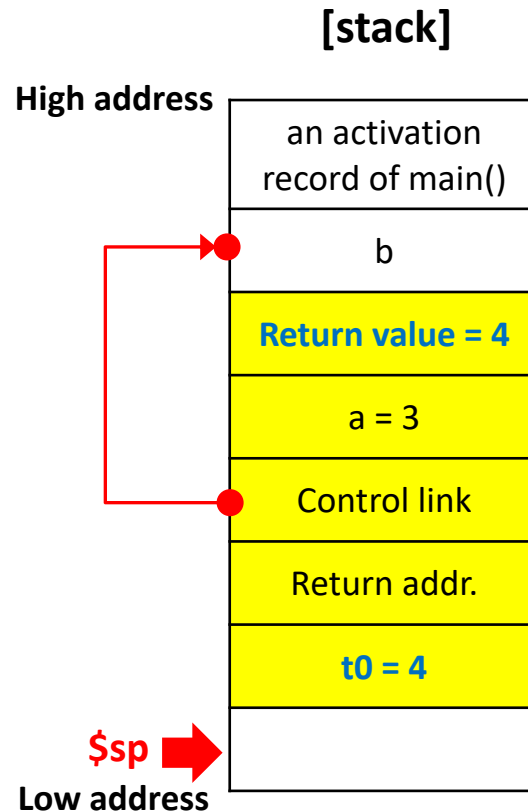 [stack]
High address
an activation
record of main()
b
Return value = 4
a = 3
Control link
Return addr.
t0 = 4
$sp
Low address